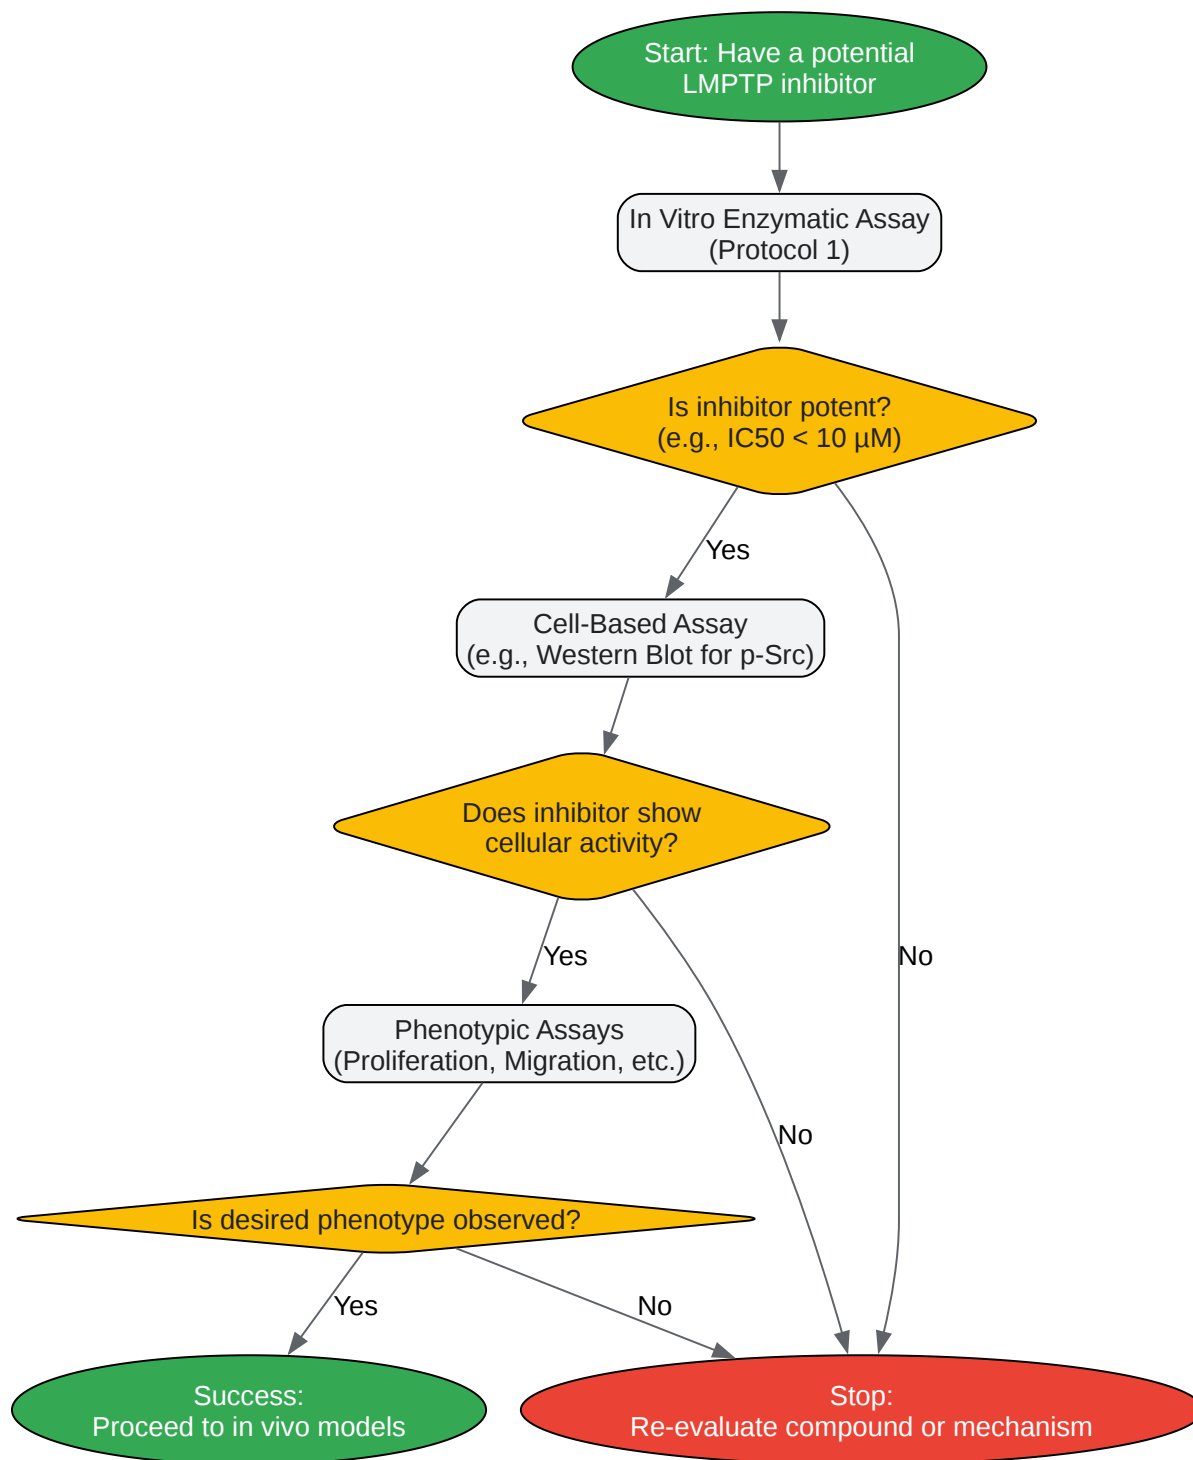 Start: Have a potential
LMPTP inhibitor
In Vitro Enzymatic Assay
(Protocol 1)
Is inhibitor potent?
(e.g., IC50 < 10 µM)
Yes
Cell-Based Assay
(e.g., Western Blot for p-Src)
Does inhibitor show
cellular activity?
Yes
No
Phenotypic Assays
(Proliferation, Migration, etc.)
No
Is desired phenotype observed?
Yes
No
Success:
Proceed to in vivo models
Stop:
Re-evaluate compound or mechanism